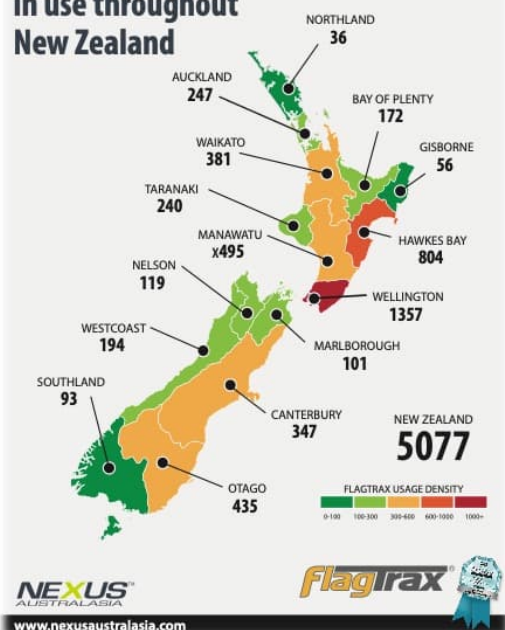 in use throughout
New Zealand
NORTHLAND
36
AUCKLAND
247
BAY OF PLENTY
172
WAIKATO
381
GISBORNE
56
TARANAKI
240
MANAWATU
x495
HAWKES BAY
804
NELSON
119
WELLINGTON
1357
WESTCOAST
194
MARLBOROUGH
101
SOUTHLAND
93
CANTERBURY
347
NEW ZEALAND
5077
OTAGO
435
FLAGTRAX USAGE DENSITY
0-100 100-300 300-600 600-1000 1000+
NEXUS™
AUSTRALASIA
FlagTrax®
www.nexusaustralasia.com